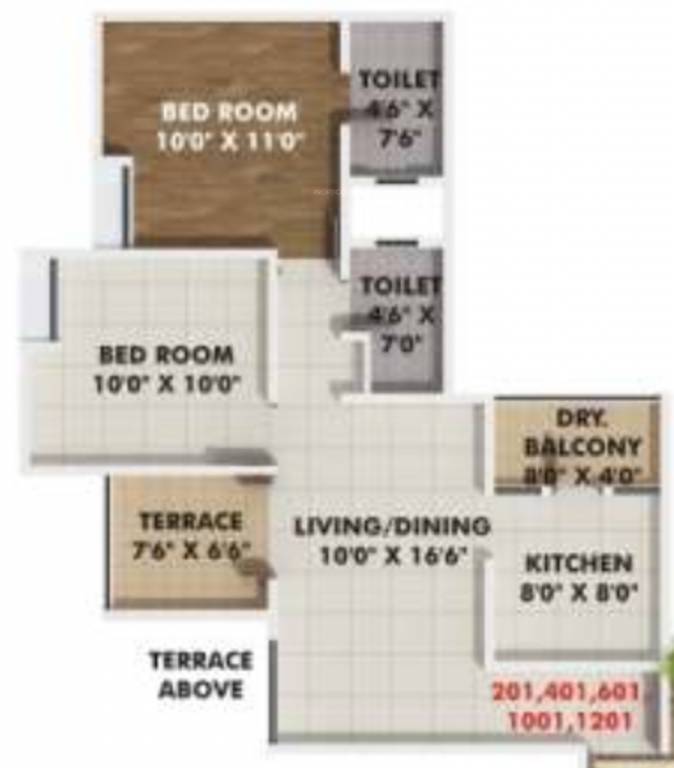 BED ROOM
10'0" X 11'0"
TOILET
4'6" X
7'6"
TOILET
4'6" X
7'0"
BED ROOM
10'0" X 10'0"
DRY.
BALCONY
8'0" X 4'0"
TERRACE
7'6" X 6'6"
LIVING/DINING
10'0" X 16'6"
KITCHEN
8'0" X 8'0"
TERRACE
ABOVE
201,401,601
1001,1201